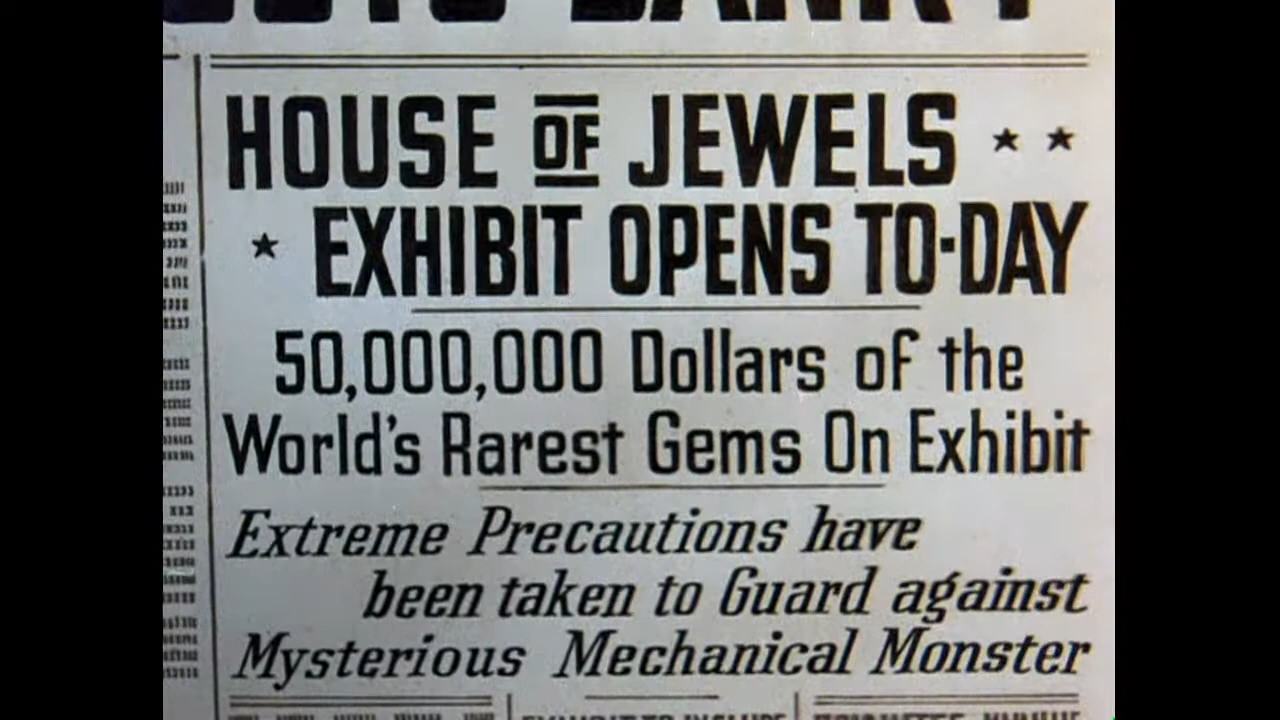 HOUSE OF JEWELS
EXHIBIT OPENS TO-DAY
50,000,000 Dollars of the
World's Rarest Gems On Exhibit
Extreme Precautions have
been taken to Guard against
Mysterious Mechanical Monster